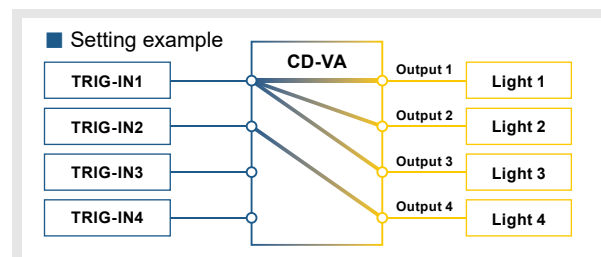 ■ Setting example
CD-VA
TRIG-IN1
Output 1
Light 1
TRIG-IN2
Output 2
Light 2
TRIG-IN3
Output 3
Light 3
TRIG-IN4
Output 4
Light 4